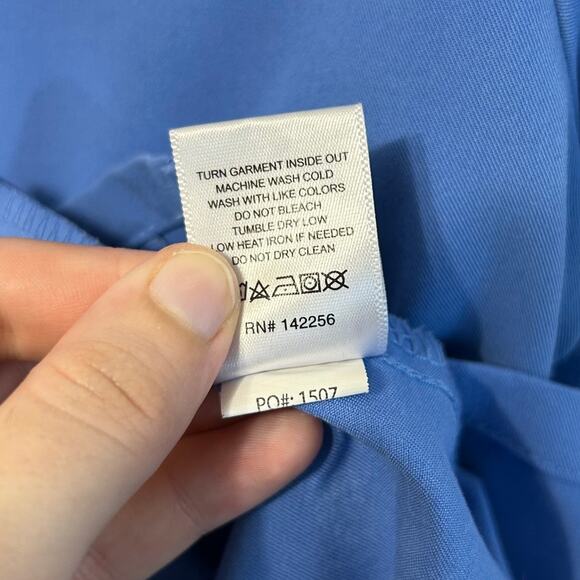 TURN GARMENT INSIDE OUT
MACHINE WASH COLD
WASH WITH LIKE COLORS
DO NOT BLEACH
TUMBLE DRY LOW
LOW HEAT IRON IF NEEDED
DO NOT DRY CLEAN
RN# 142256
PO#: 1507